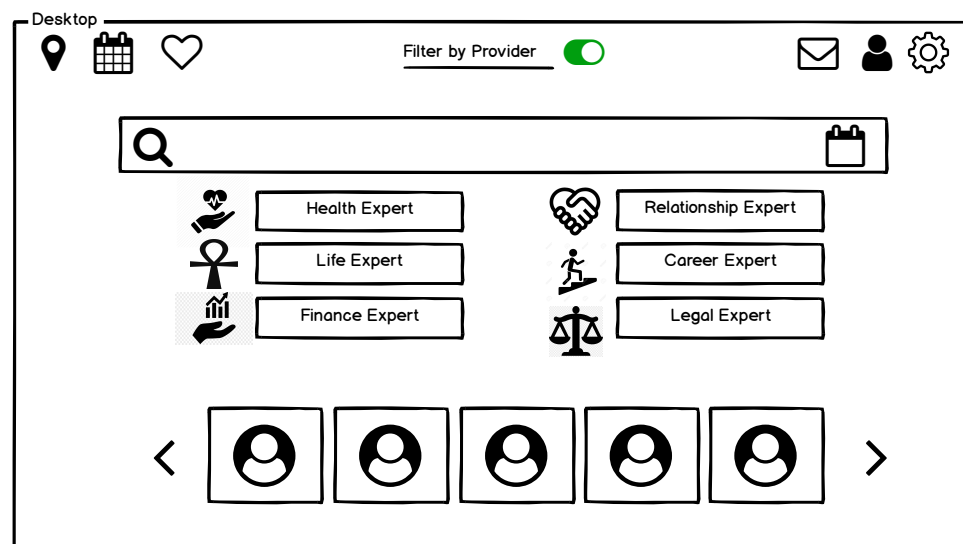 Desktop
Filter by Provider
Health Expert
Relationship Expert
Life Expert
Career Expert
Finance Expert
Legal Expert